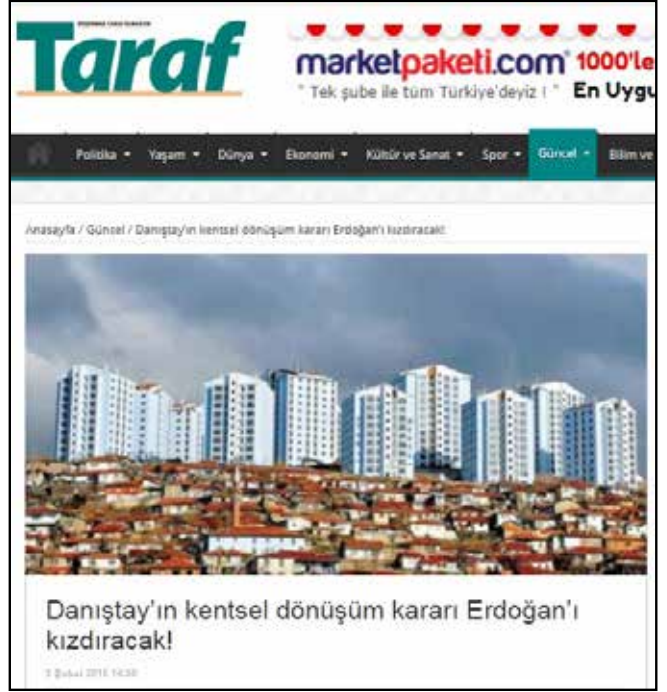 Taraf
marketpaketi.com 1000'le
" Tek şube ile tüm Türkiye'deyiz ! " En Uygu
Politika Yaşam Dünya Ekonomi Kültür ve Sanat Spor Güncel Bilim ve
Anasayfa / Güncel / Danıştay'ın kentsel dönüşüm kararı Erdoğan'ı kızdıracak!
Danıştay'ın kentsel dönüşüm kararı Erdoğan'ı
kızdıracak!